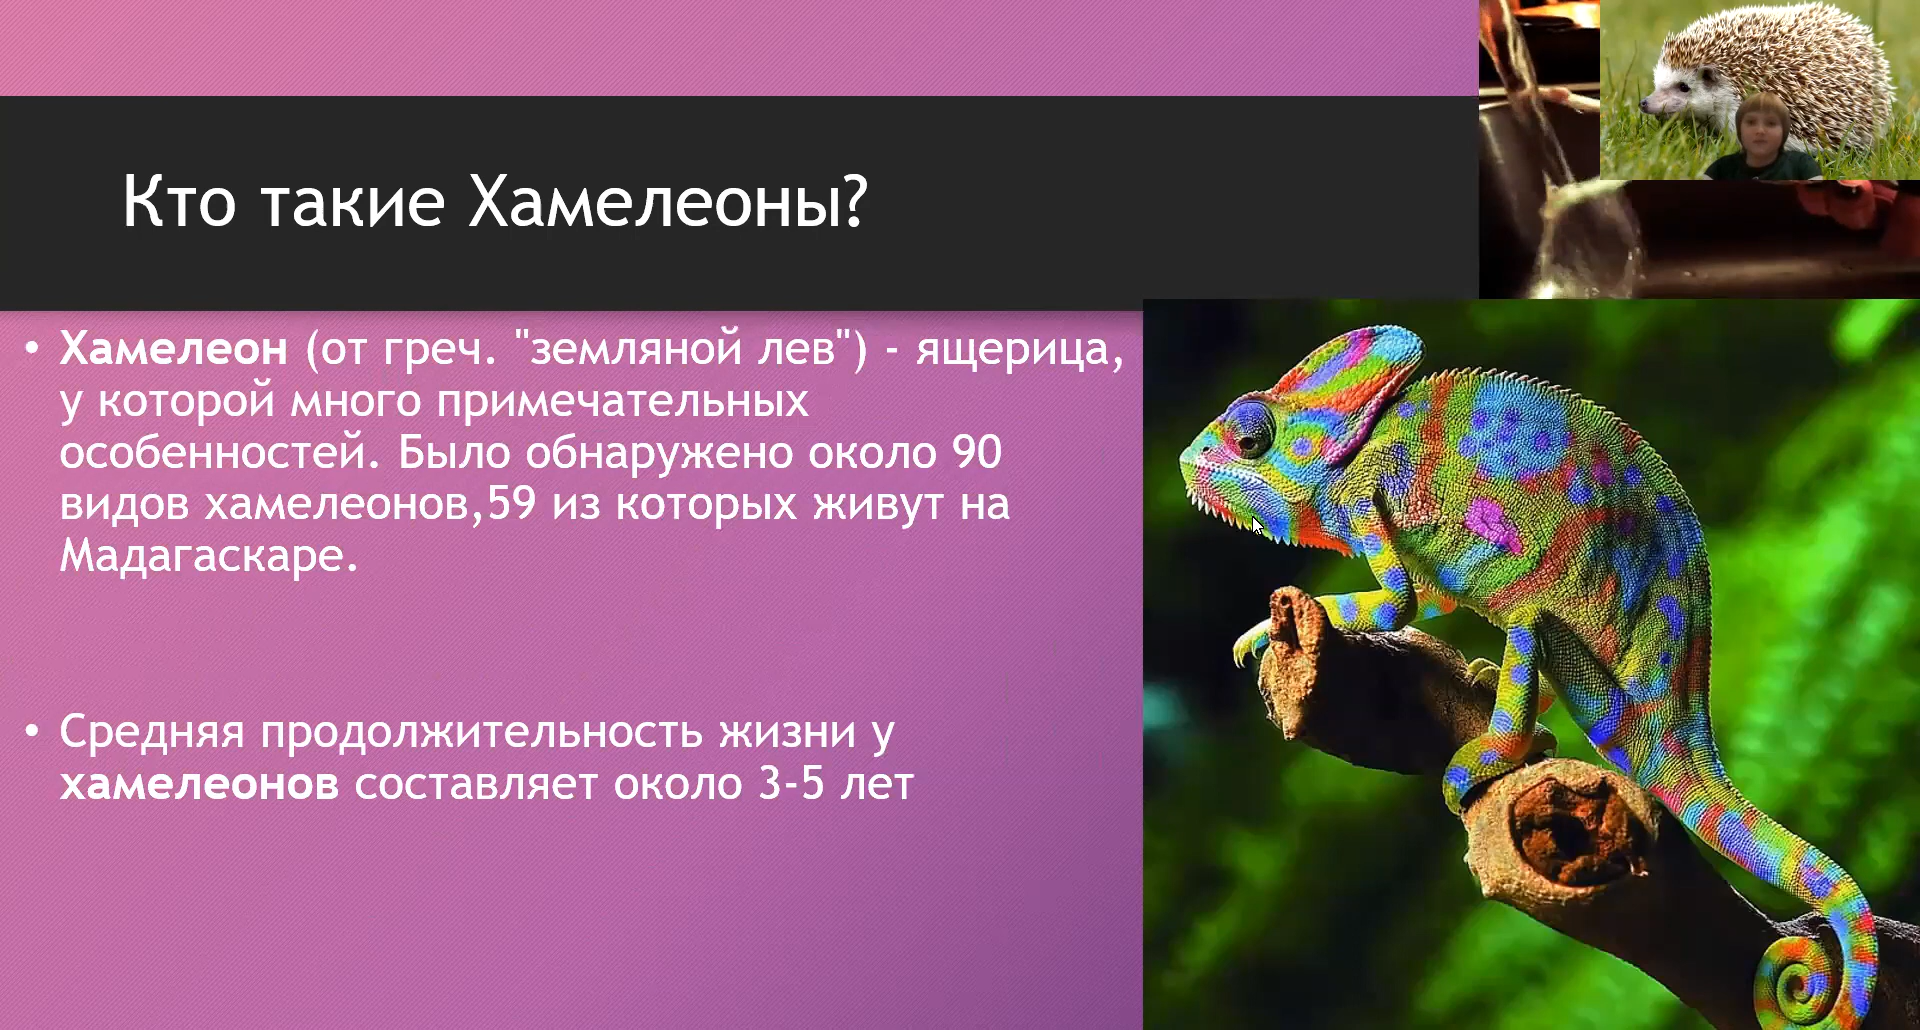 Кто такие Хамелеоны?
• Хамелеон (от греч. "земляной лев") - ящерица,
у которой много примечательных
особенностей. Было обнаружено около 90
видов хамелеонов,59 из которых живут на
Мадагаскаре.
• Средняя продолжительность жизни у
хамелеонов составляет около 3-5 лет